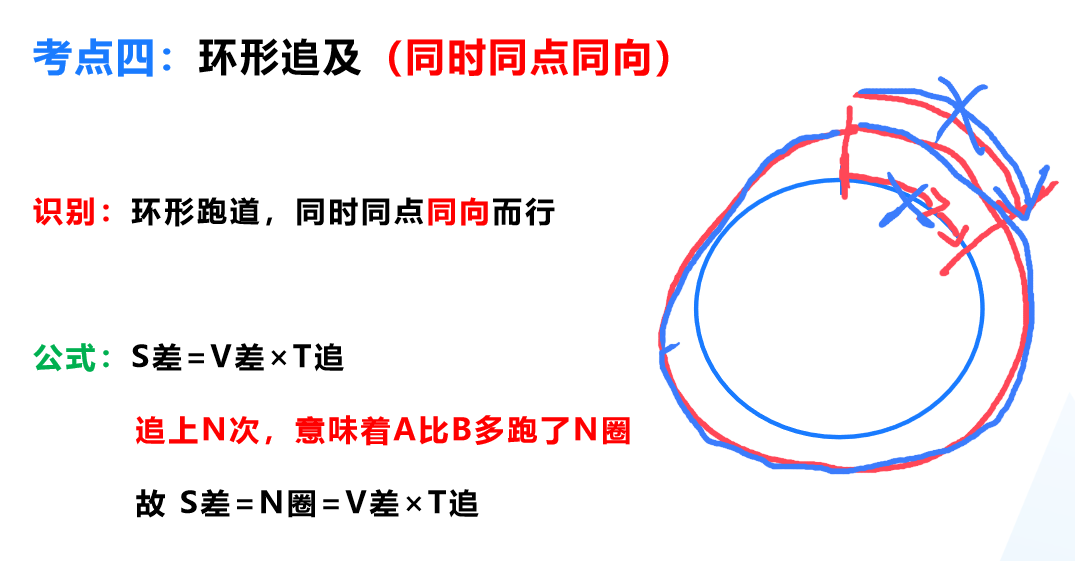 考点四：环形追及（同时同点同向）
识别：环形跑道，同时同点同向而行
公式：S差=V差×T追
追上N次，意味着A比B多跑了N圈
故 S差=N圈=V差×T追